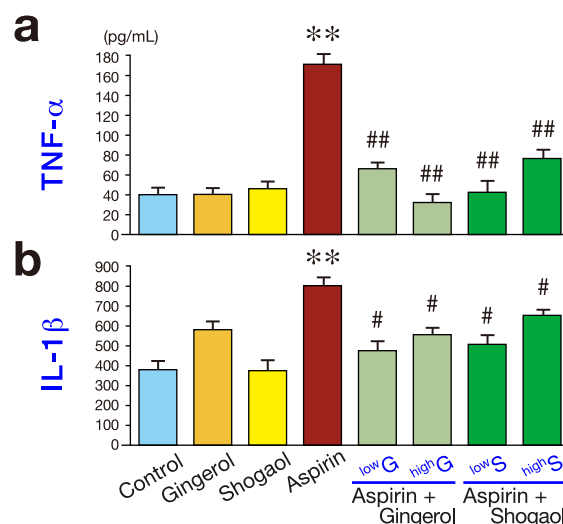 a
(pg/mL)
TNF-α
180
160
140
120
100
80
60
40
20
0
**
##
##
##
##
b
IL-1β
900
800
700
600
500
400
300
200
100
0
**
#
#
#
#
Control
Gingerol
Shogaol
Aspirin
lowG
highG
lowS
highS
Aspirin +
Gingerol
Aspirin +
Shogaol